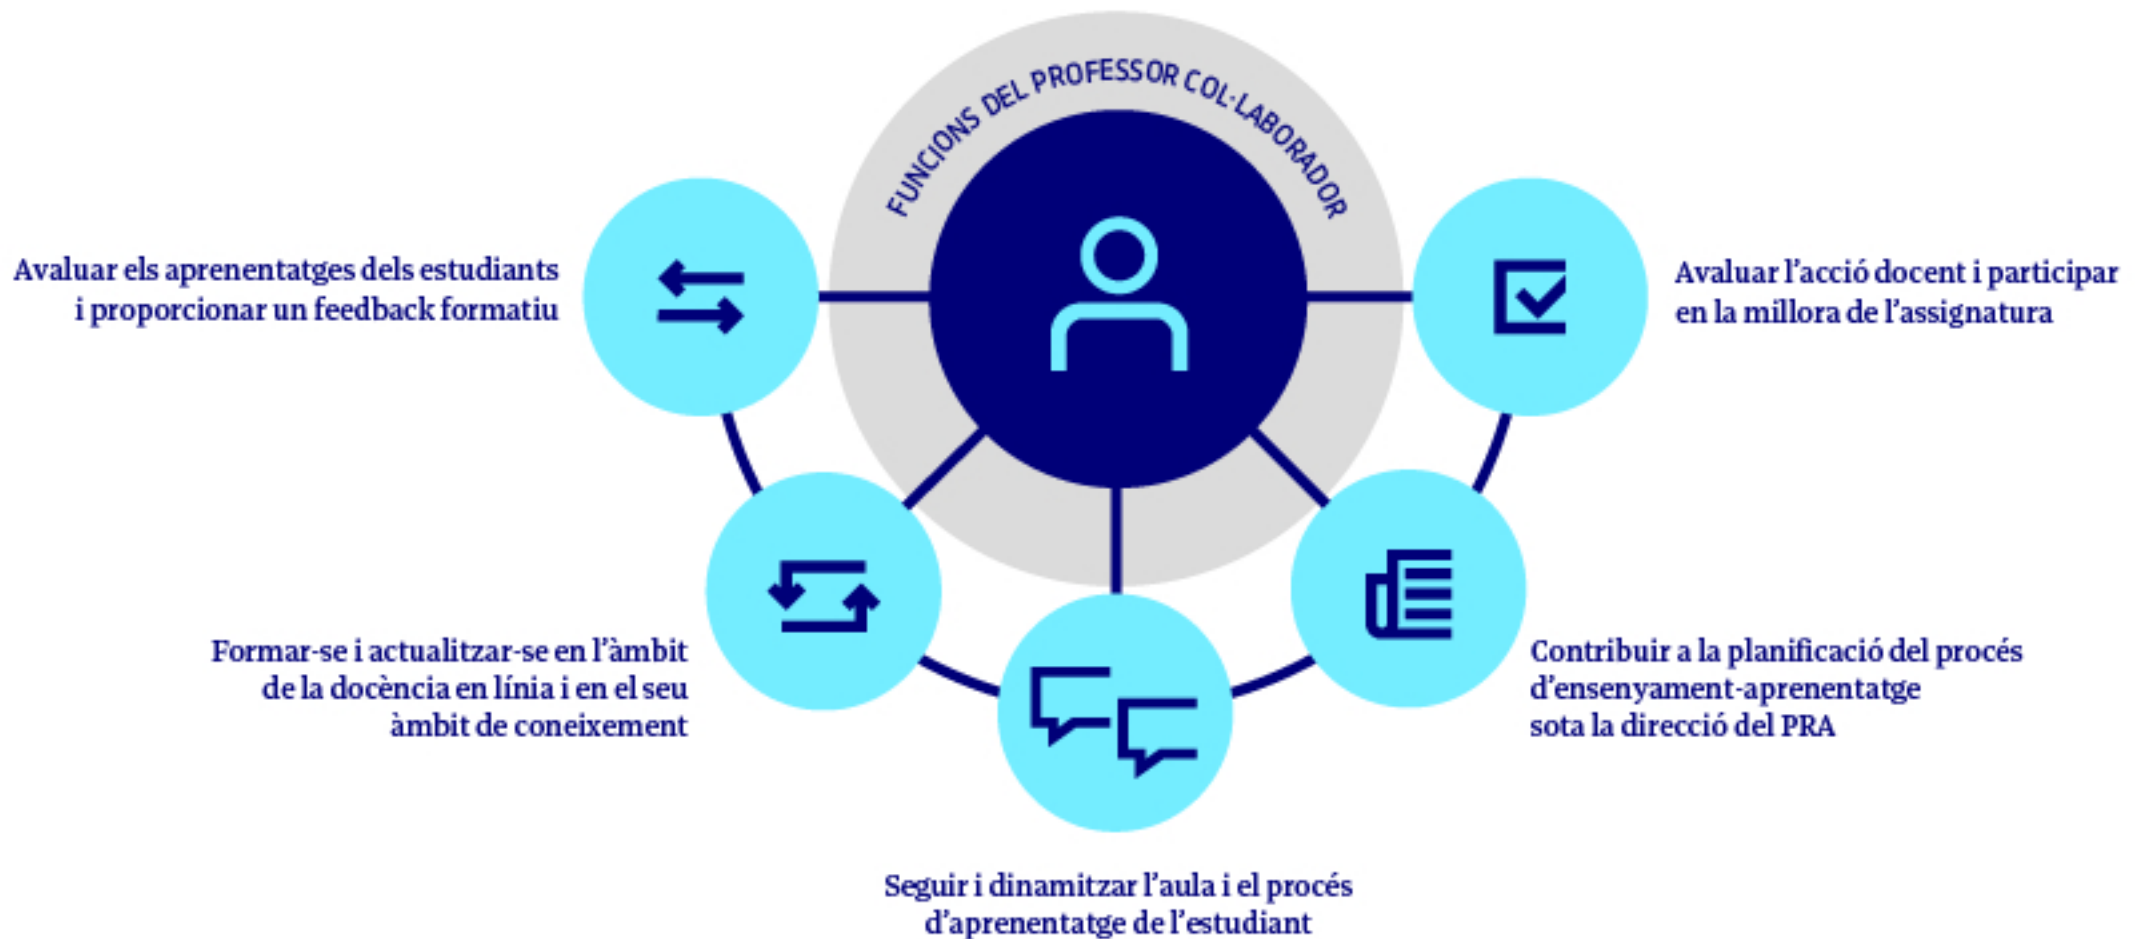 FUNCIONS DEL PROFESSOR COL·LABORADOR
Avaluar els aprenentatges dels estudiants
i proporcionar un feedback formatiu
Avaluar l’acció docent i participar
en la millora de l’assignatura
Formar-se i actualitzar-se en l’àmbit
de la docència en línia i en el seu
àmbit de coneixement
Contribuir a la planificació del procés
d’ensenyament-aprenentatge
sota la direcció del PRA
Seguir i dinamitzar l’aula i el procés
d’aprenentatge de l’estudiant